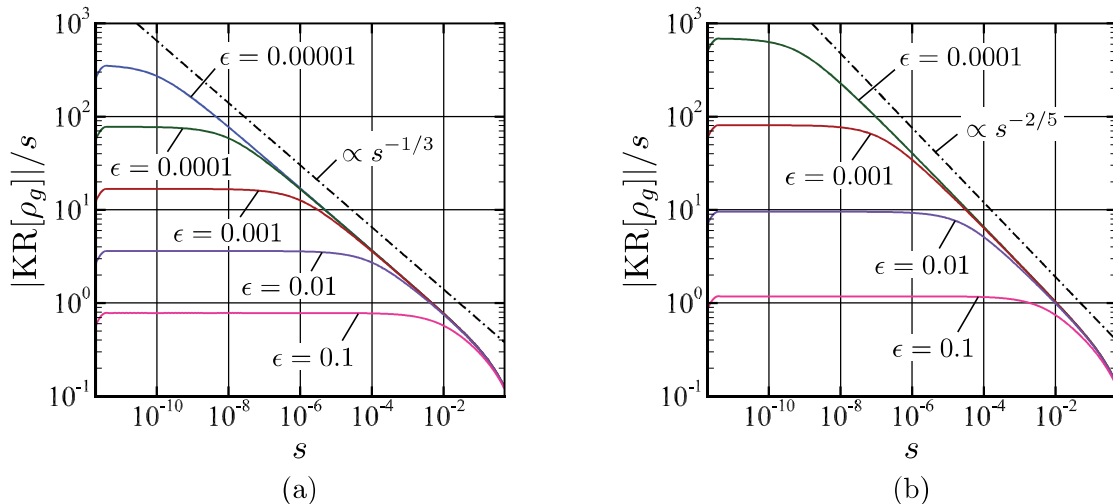 |KR[ρ_g]|/s
10^3
10^2
10^1
10^0
10^-1
ϵ = 0.00001
∝ s^{-1/3}
ϵ = 0.0001
ϵ = 0.001
ϵ = 0.01
ϵ = 0.1
10^-10 10^-8 10^-6 10^-4 10^-2
s
(a)
|KR[ρ_g]|/s
10^3
10^2
10^1
10^0
10^-1
ϵ = 0.0001
∝ s^{-2/5}
ϵ = 0.001
ϵ = 0.01
ϵ = 0.1
10^-10 10^-8 10^-6 10^-4 10^-2
s
(b)